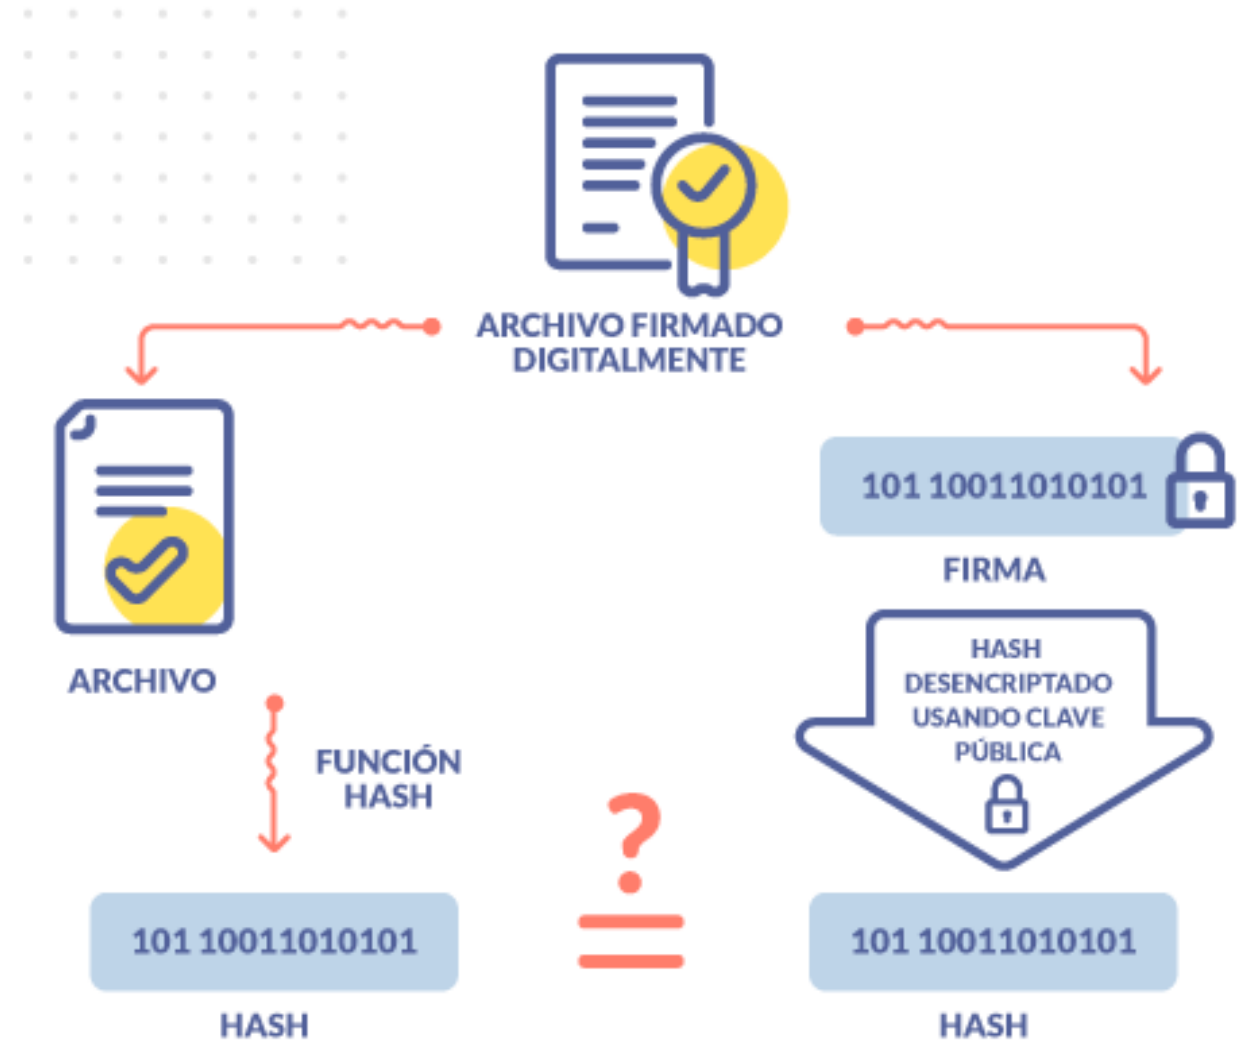 ARCHIVO FIRMADO
DIGITALMENTE
101 10011010101
FIRMA
ARCHIVO
HASH
DESENCRIPTADO
USANDO CLAVE
PÚBLICA
FUNCIÓN
HASH
?
=
101 10011010101
HASH
101 10011010101
HASH